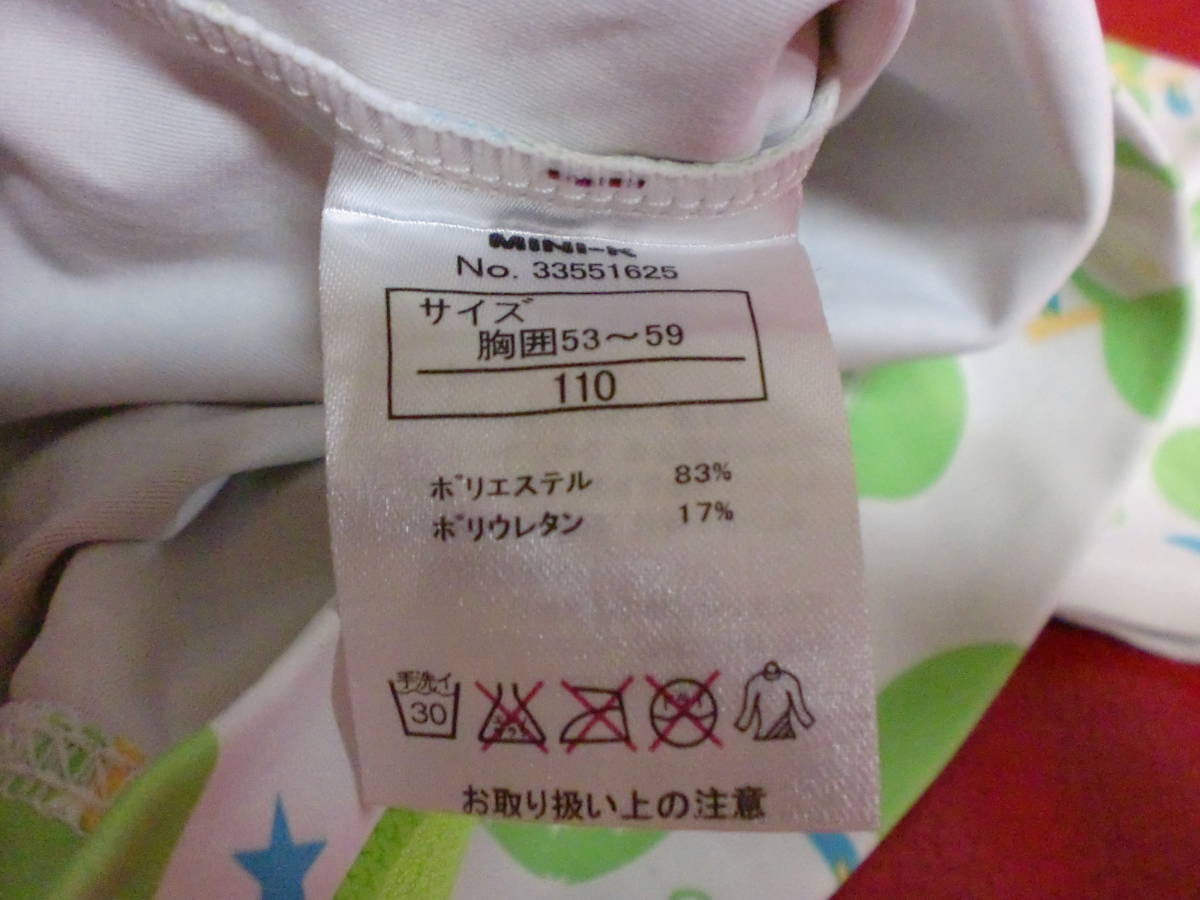 MINI-K
No. 33551625
サイズ
胸囲53～59
110
ポリエステル 83%
ポリウレタン 17%
手洗イ
30
お取り扱い上の注意